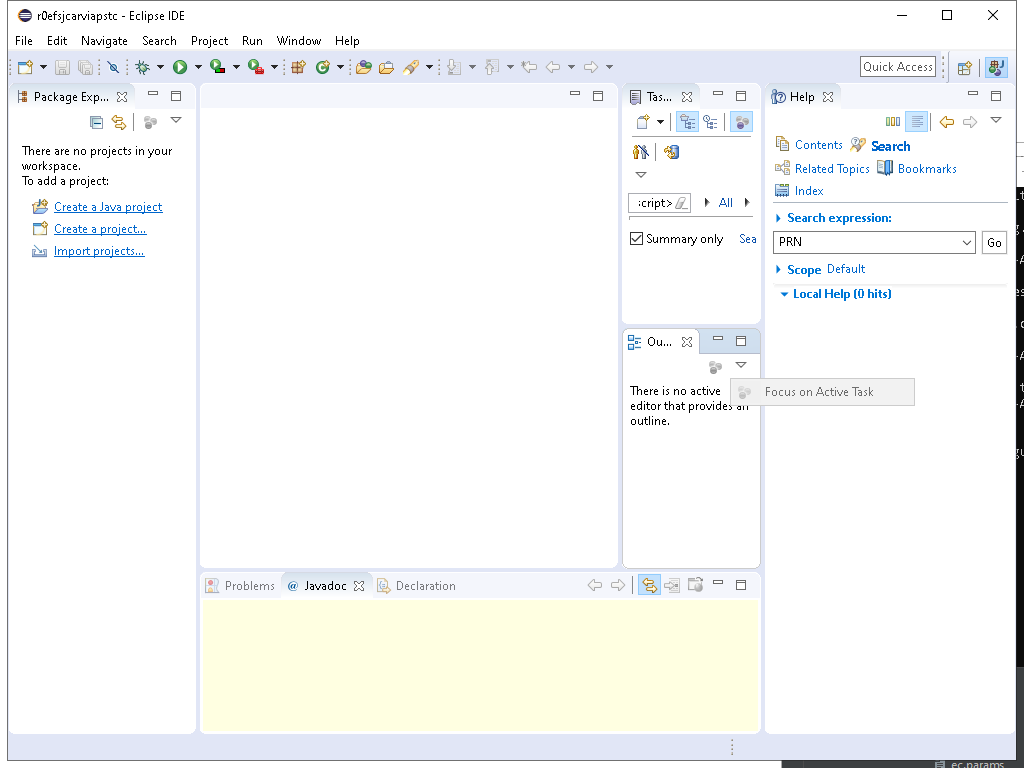 r0efsjcarviapstc - Eclipse IDE
File Edit Navigate Search Project Run Window Help
Quick Access
Package Exp...
There are no projects in your
workspace.
To add a project:
Create a Java project
Create a project...
Import projects...
Tas...
:cript>
All
Summary only Sea
Ou...
There is no active
editor that provides an
outline.
Focus on Active Task
Help
Contents Search
Related Topics Bookmarks
Index
Search expression:
PRN
Go
Scope Default
Local Help (0 hits)
Problems @ Javadoc Declaration
ec.params